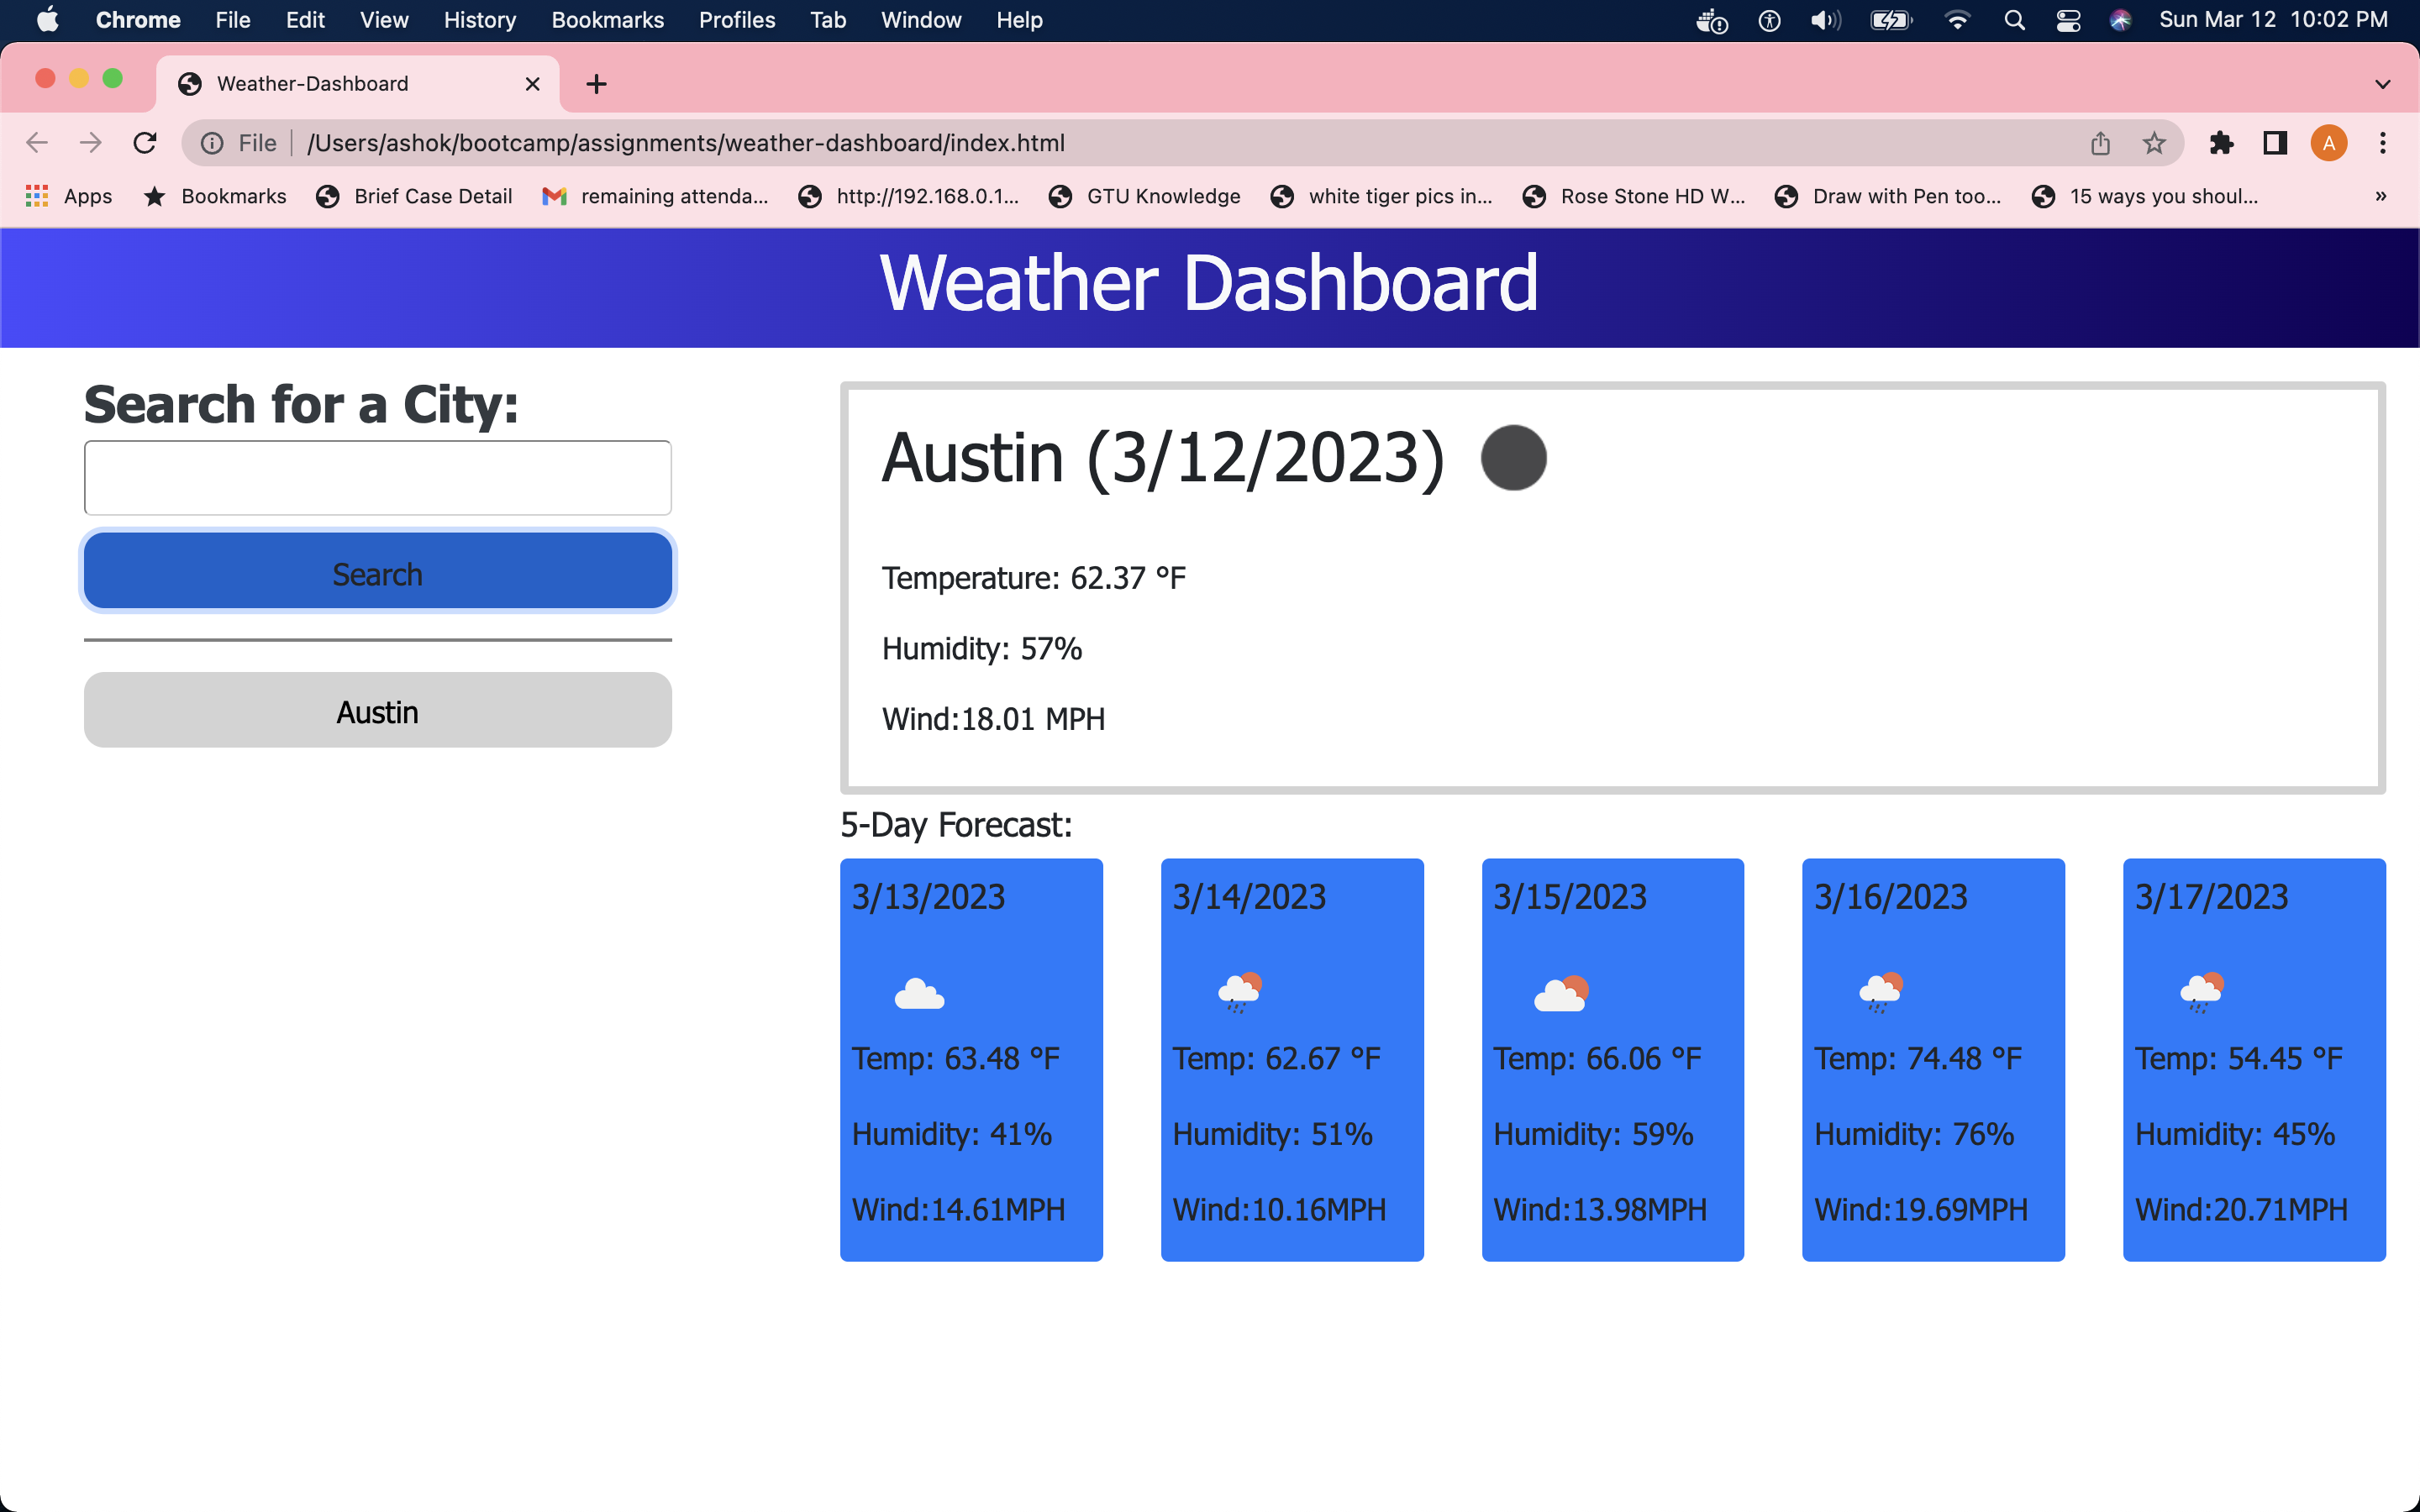 Chrome File Edit View History Bookmarks Profiles Tab Window Help Sun Mar 12 10:02 PM
Weather-Dashboard
File /Users/ashok/bootcamp/assignments/weather-dashboard/index.html A
Apps Bookmarks Brief Case Detail remaining attenda... http://192.168.0.1... GTU Knowledge white tiger pics in... Rose Stone HD W... Draw with Pen too... 15 ways you shoul... »
Weather Dashboard
Search for a City:
Search
Austin
Austin (3/12/2023)
Temperature: 62.37 °F
Humidity: 57%
Wind:18.01 MPH
5-Day Forecast:
3/13/2023
Temp: 63.48 °F
Humidity: 41%
Wind:14.61MPH
3/14/2023
Temp: 62.67 °F
Humidity: 51%
Wind:10.16MPH
3/15/2023
Temp: 66.06 °F
Humidity: 59%
Wind:13.98MPH
3/16/2023
Temp: 74.48 °F
Humidity: 76%
Wind:19.69MPH
3/17/2023
Temp: 54.45 °F
Humidity: 45%
Wind:20.71MPH